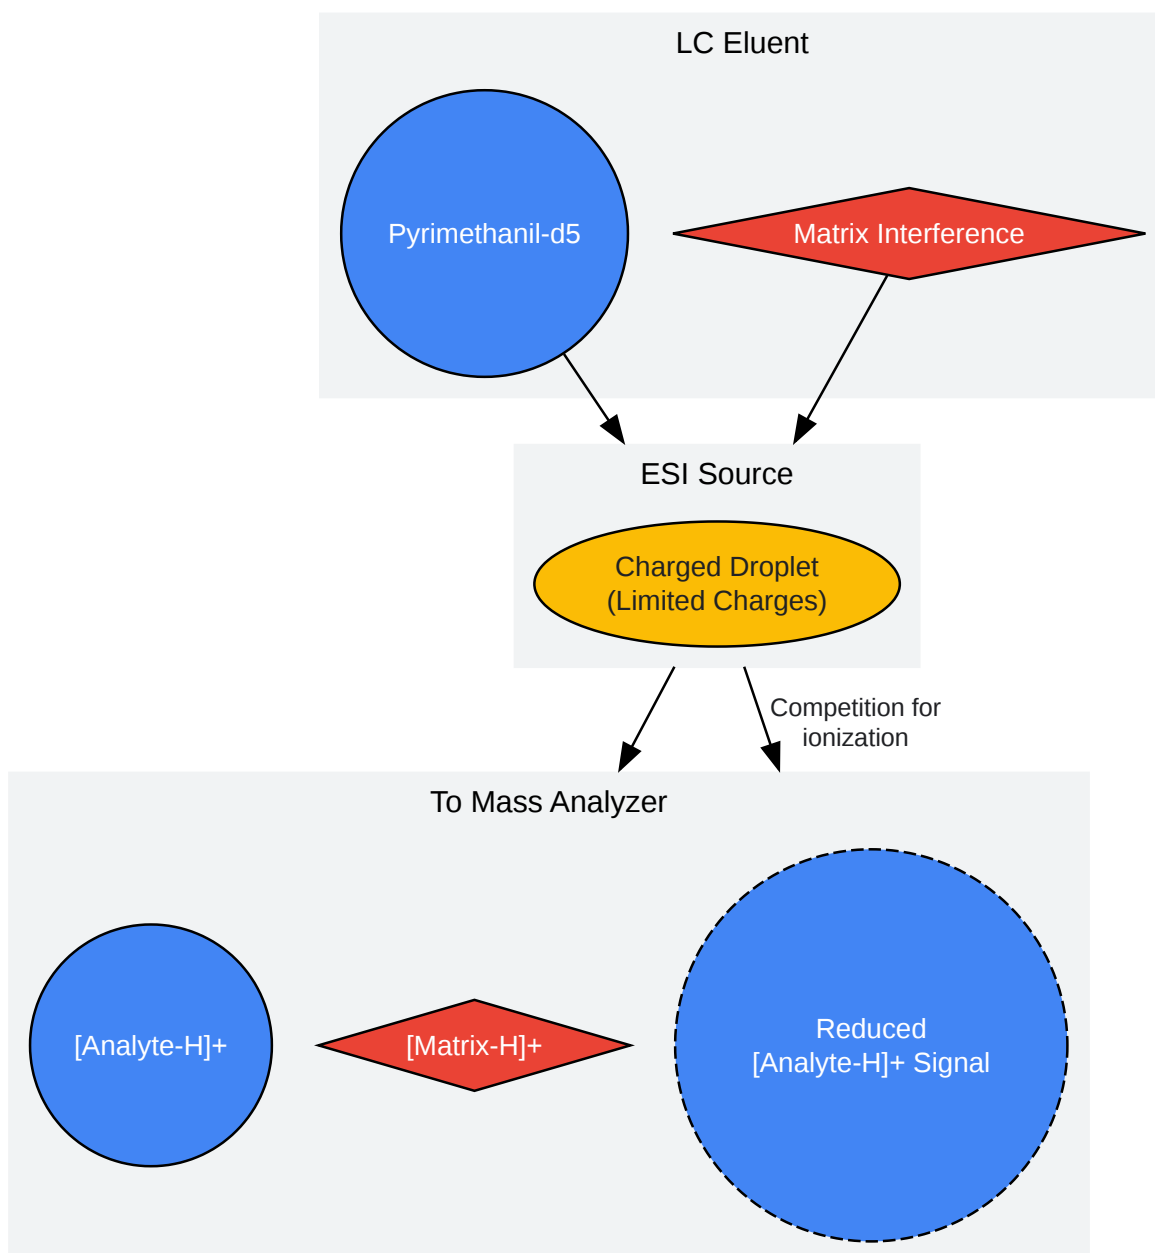 LC Eluent
Pyrimethanil-d5
Matrix Interference
ESI Source
Charged Droplet
(Limited Charges)
Competition for
ionization
To Mass Analyzer
[Analyte-H]+
[Matrix-H]+
Reduced
[Analyte-H]+ Signal